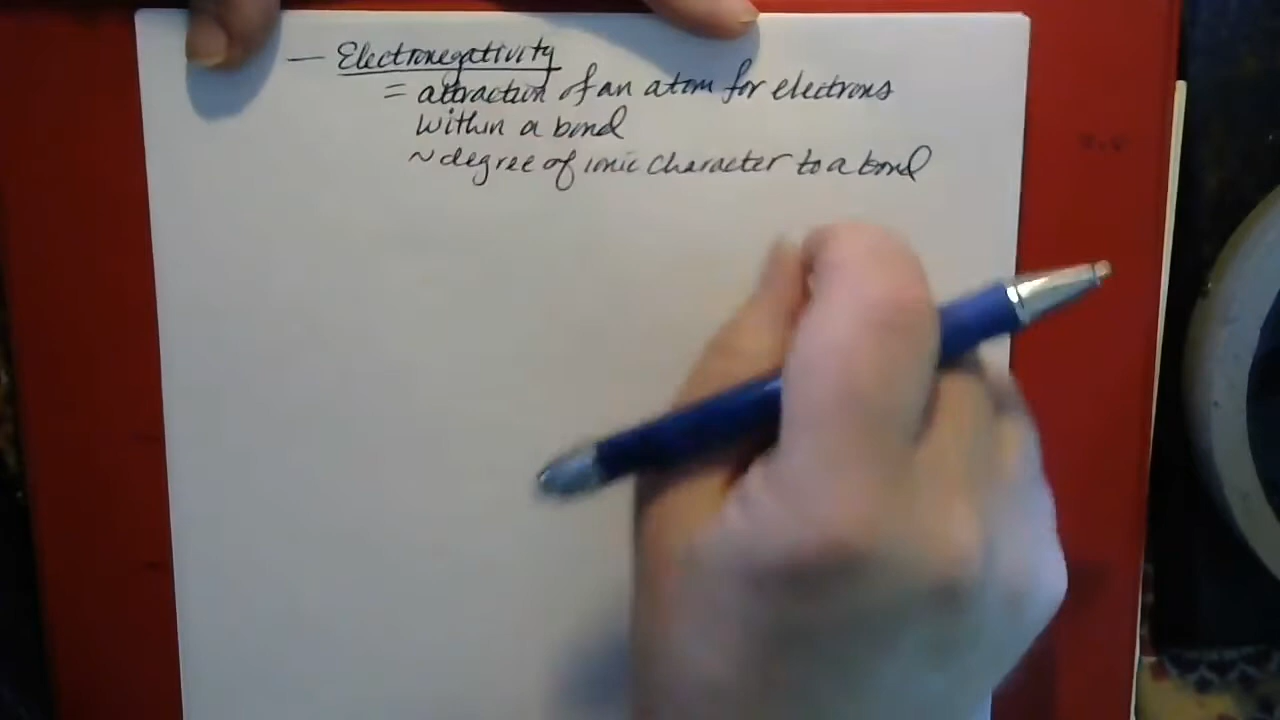 — Electronegativity
= attraction of an atom for electrons
within a bond
~ degree of ionic character to a bond